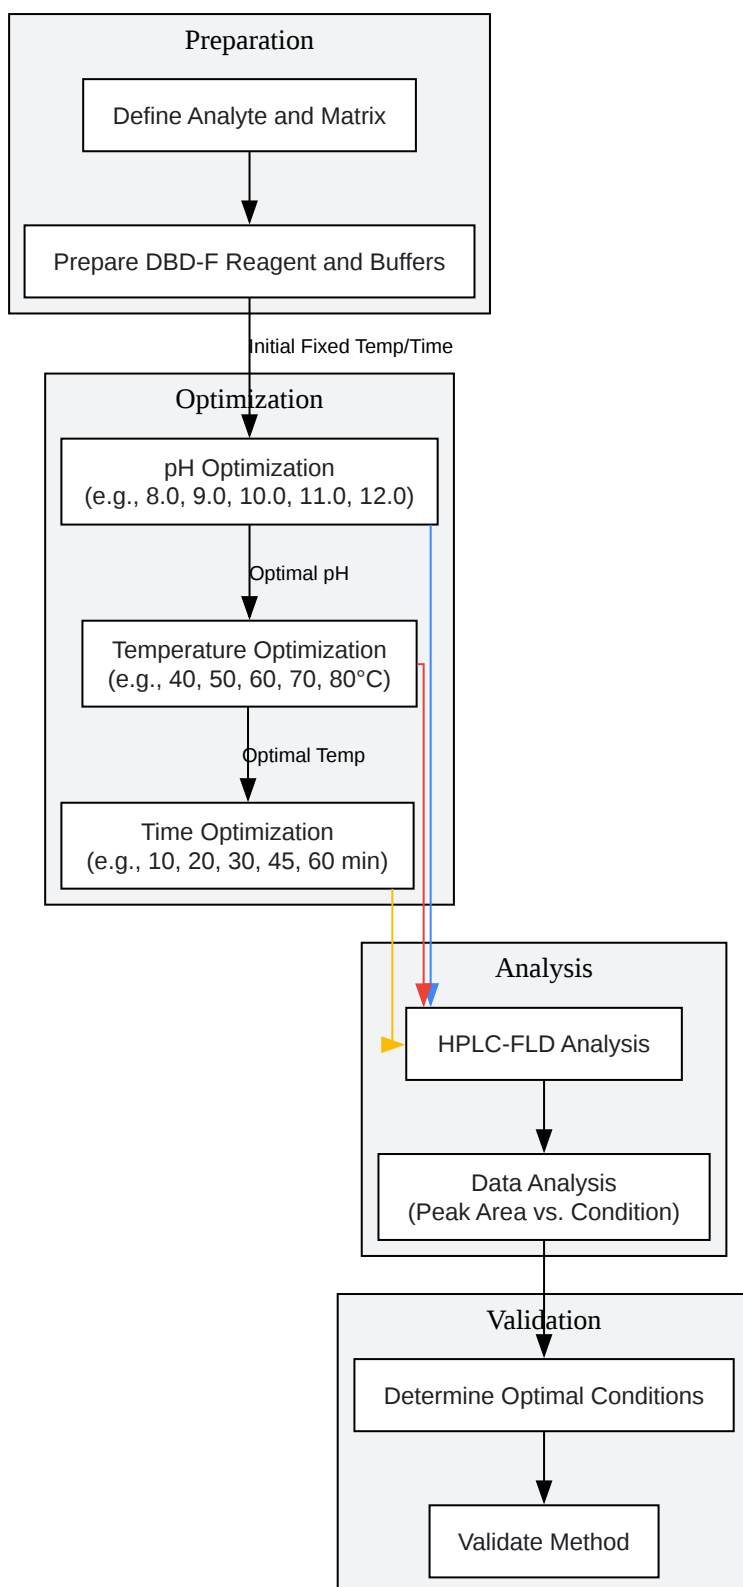 Preparation
Define Analyte and Matrix
Prepare DBD-F Reagent and Buffers
Initial Fixed Temp/Time
Optimization
pH Optimization
(e.g., 8.0, 9.0, 10.0, 11.0, 12.0)
Optimal pH
Temperature Optimization
(e.g., 40, 50, 60, 70, 80°C)
Optimal Temp
Time Optimization
(e.g., 10, 20, 30, 45, 60 min)
Analysis
HPLC-FLD Analysis
Data Analysis
(Peak Area vs. Condition)
Validation
Determine Optimal Conditions
Validate Method